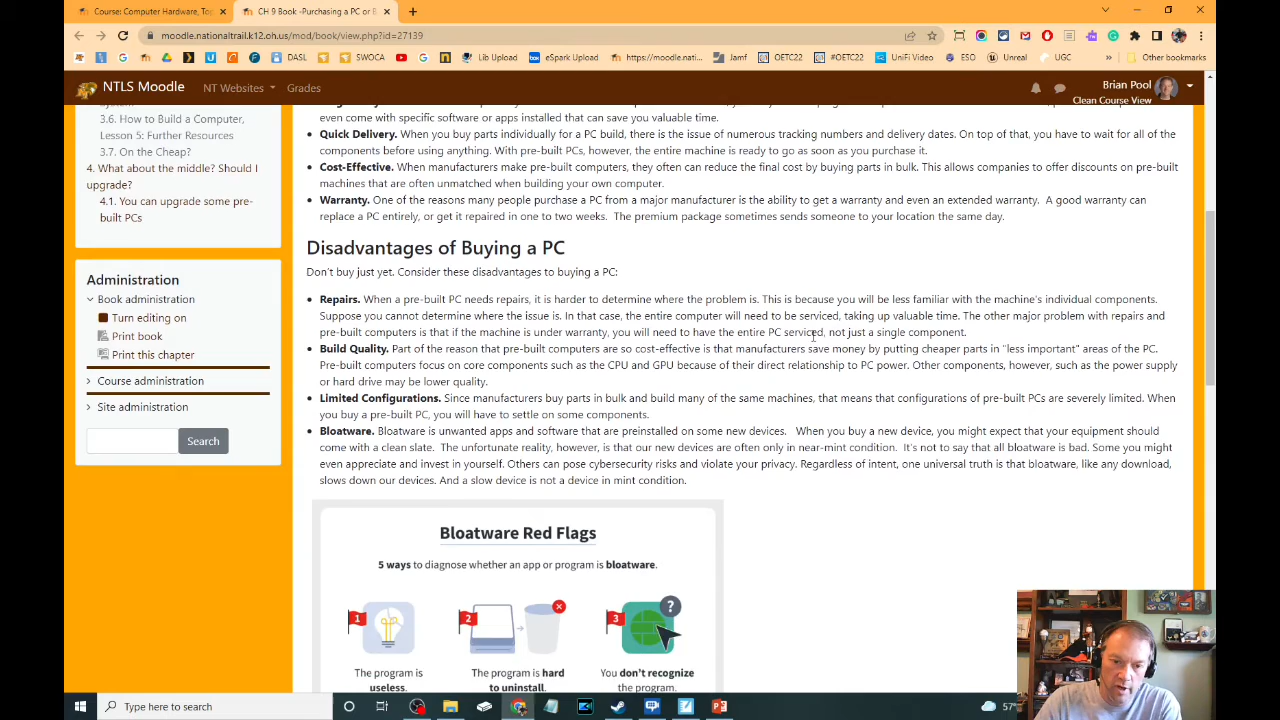 Course: Computer Hardware, Top
CH 9 Book -Purchasing a PC or B
moodle.nationaltrail.k12.oh.us/mod/book/view.php?id=27139
DASL
SWOCA
Lib Upload
eSpark Upload
https://moodle.nati...
Jamf
OETC22
#OETC22
UniFi Video
ESO
Unreal
UGC
Other bookmarks
NTLS Moodle
NT Websites
Grades
Brian Pool
Clean Course View
System
3.6. How to Build a Computer,
Lesson 5: Further Resources
3.7. On the Cheap?
4. What about the middle? Should I
upgrade?
4.1. You can upgrade some pre-
built PCs
Administration
Book administration
Turn editing on
Print book
Print this chapter
Course administration
Site administration
Search
even come with specific software or apps installed that can save you valuable time.
Quick Delivery. When you buy parts individually for a PC build, there is the issue of numerous tracking numbers and delivery dates. On top of that, you have to wait for all of the
components before using anything. With pre-built PCs, however, the entire machine is ready to go as soon as you purchase it.
Cost-Effective. When manufacturers make pre-built computers, they often can reduce the final cost by buying parts in bulk. This allows companies to offer discounts on pre-built
machines that are often unmatched when building your own computer.
Warranty. One of the reasons many people purchase a PC from a major manufacturer is the ability to get a warranty and even an extended warranty. A good warranty can
replace a PC entirely, or get it repaired in one to two weeks. The premium package sometimes sends someone to your location the same day.
Disadvantages of Buying a PC
Don't buy just yet. Consider these disadvantages to buying a PC:
Repairs. When a pre-built PC needs repairs, it is harder to determine where the problem is. This is because you will be less familiar with the machine's individual components.
Suppose you cannot determine where the issue is. In that case, the entire computer will need to be serviced, taking up valuable time. The other major problem with repairs and
pre-built computers is that if the machine is under warranty, you will need to have the entire PC serviced, not just a single component.
Build Quality. Part of the reason that pre-built computers are so cost-effective is that manufacturers save money by putting cheaper parts in "less important" areas of the PC.
Pre-built computers focus on core components such as the CPU and GPU because of their direct relationship to PC power. Other components, however, such as the power supply
or hard drive may be lower quality.
Limited Configurations. Since manufacturers buy parts in bulk and build many of the same machines, that means that configurations of pre-built PCs are severely limited. When
you buy a pre-built PC, you will have to settle on some components.
Bloatware. Bloatware is unwanted apps and software that are preinstalled on some new devices. When you buy a new device, you might expect that your equipment should
come with a clean slate. The unfortunate reality, however, is that our new devices are often only in near-mint condition. It's not to say that all bloatware is bad. Some you might
even appreciate and invest in yourself. Others can pose cybersecurity risks and violate your privacy. Regardless of intent, one universal truth is that bloatware, like any download,
slows down our devices. And a slow device is not a device in mint condition.
Bloatware Red Flags
5 ways to diagnose whether an app or program is bloatware.
1
2
3
?
The program is
useless.
The program is hard
to uninstall.
You don't recognize
the program.
Type here to search
57°